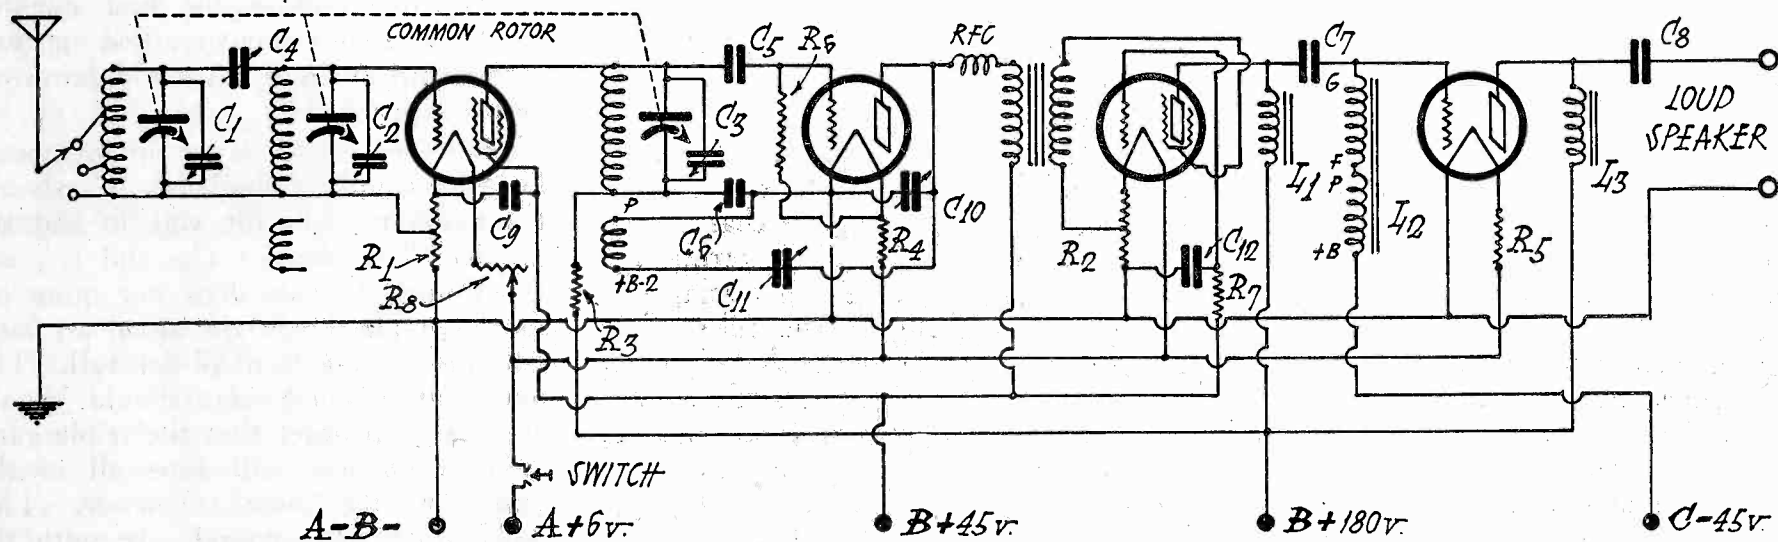 COMMON ROTOR
C4
C1
C2
C5
R6
C3
RFC
C7
C8
G
F
P
+B
L1
L2
L3
LOUD
SPEAKER
R1
R8
C9
P
+B-2
C6
C10
C11
R3
R4
R2
C12
R7
R5
SWITCH
A-B-
A+6v.
B+45v.
B+180v.
C-45v.